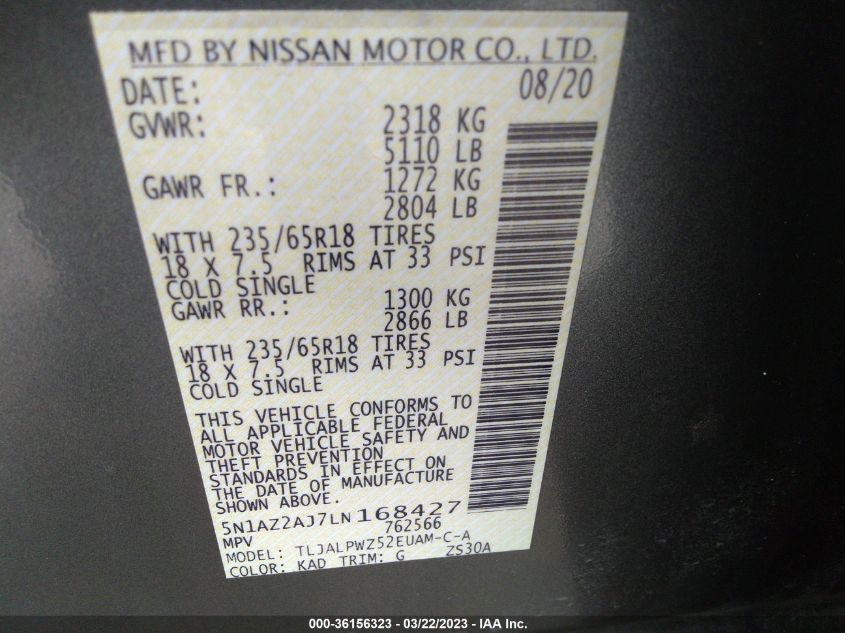 MFD BY NISSAN MOTOR CO., LTD.
DATE: 08/20
GVWR: 2318 KG
5110 LB
GAWR FR.: 1272 KG
2804 LB
WITH 235/65R18 TIRES
18 X 7.5 RIMS AT 33 PSI
COLD SINGLE
GAWR RR.: 1300 KG
2866 LB
WITH 235/65R18 TIRES
18 X 7.5 RIMS AT 33 PSI
COLD SINGLE
THIS VEHICLE CONFORMS TO
ALL APPLICABLE FEDERAL
MOTOR VEHICLE SAFETY AND
THEFT PREVENTION
STANDARDS IN EFFECT ON
THE DATE OF MANUFACTURE
SHOWN ABOVE.
5N1AZ2AJ7LN168427
MPV 762566
MODEL: TLJALPWZ52EUAM-C-A
COLOR: KAD TRIM: G ZS30A
000-36156323 - 03/22/2023 - IAA Inc.